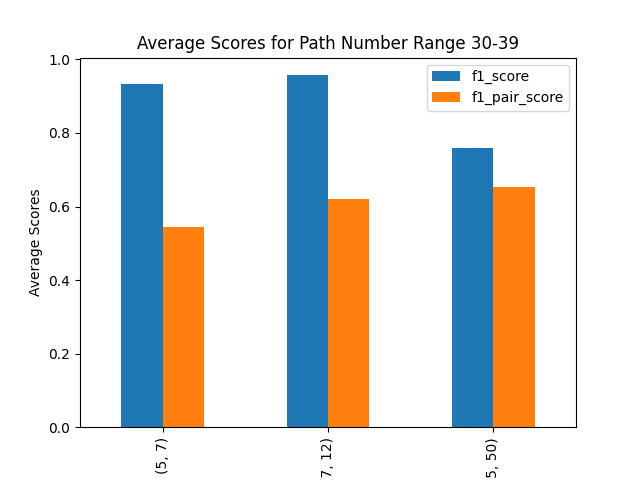 Average Scores for Path Number Range 30-39
f1_score
f1_pair_score
Average Scores
1.0
0.8
0.6
0.4
0.2
0.0
(5, 7)
7, 12)
5, 50)